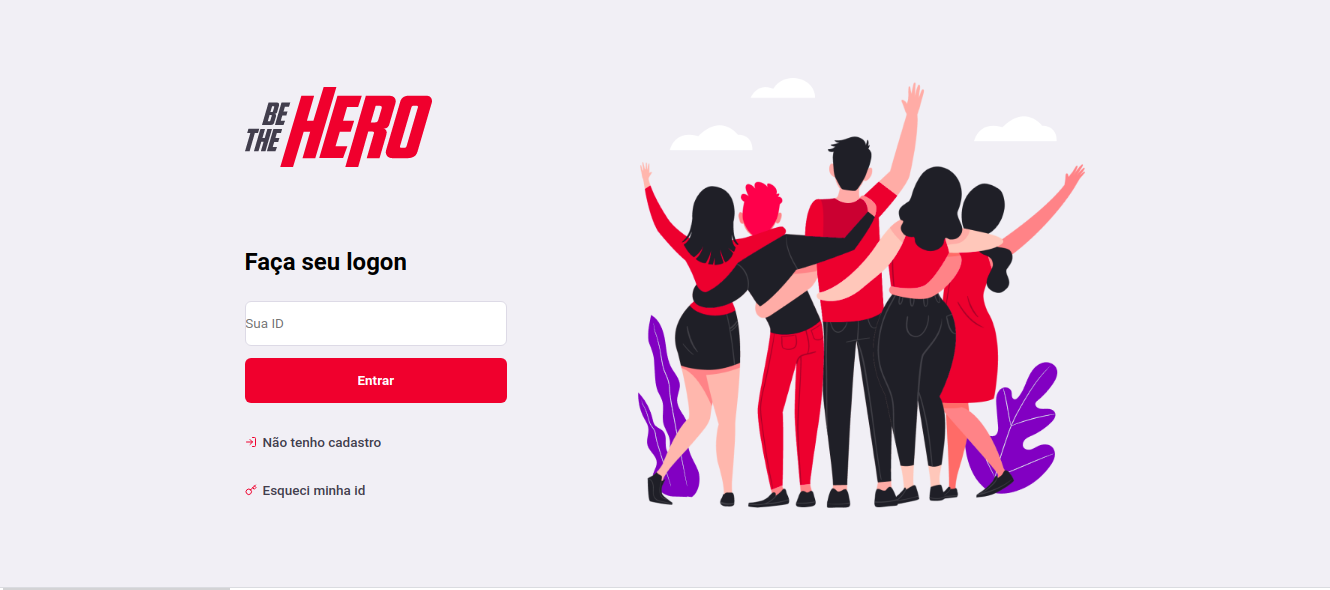 BE
THE
HERO
Faça seu logon
Sua ID
Entrar
Não tenho cadastro
Esqueci minha id